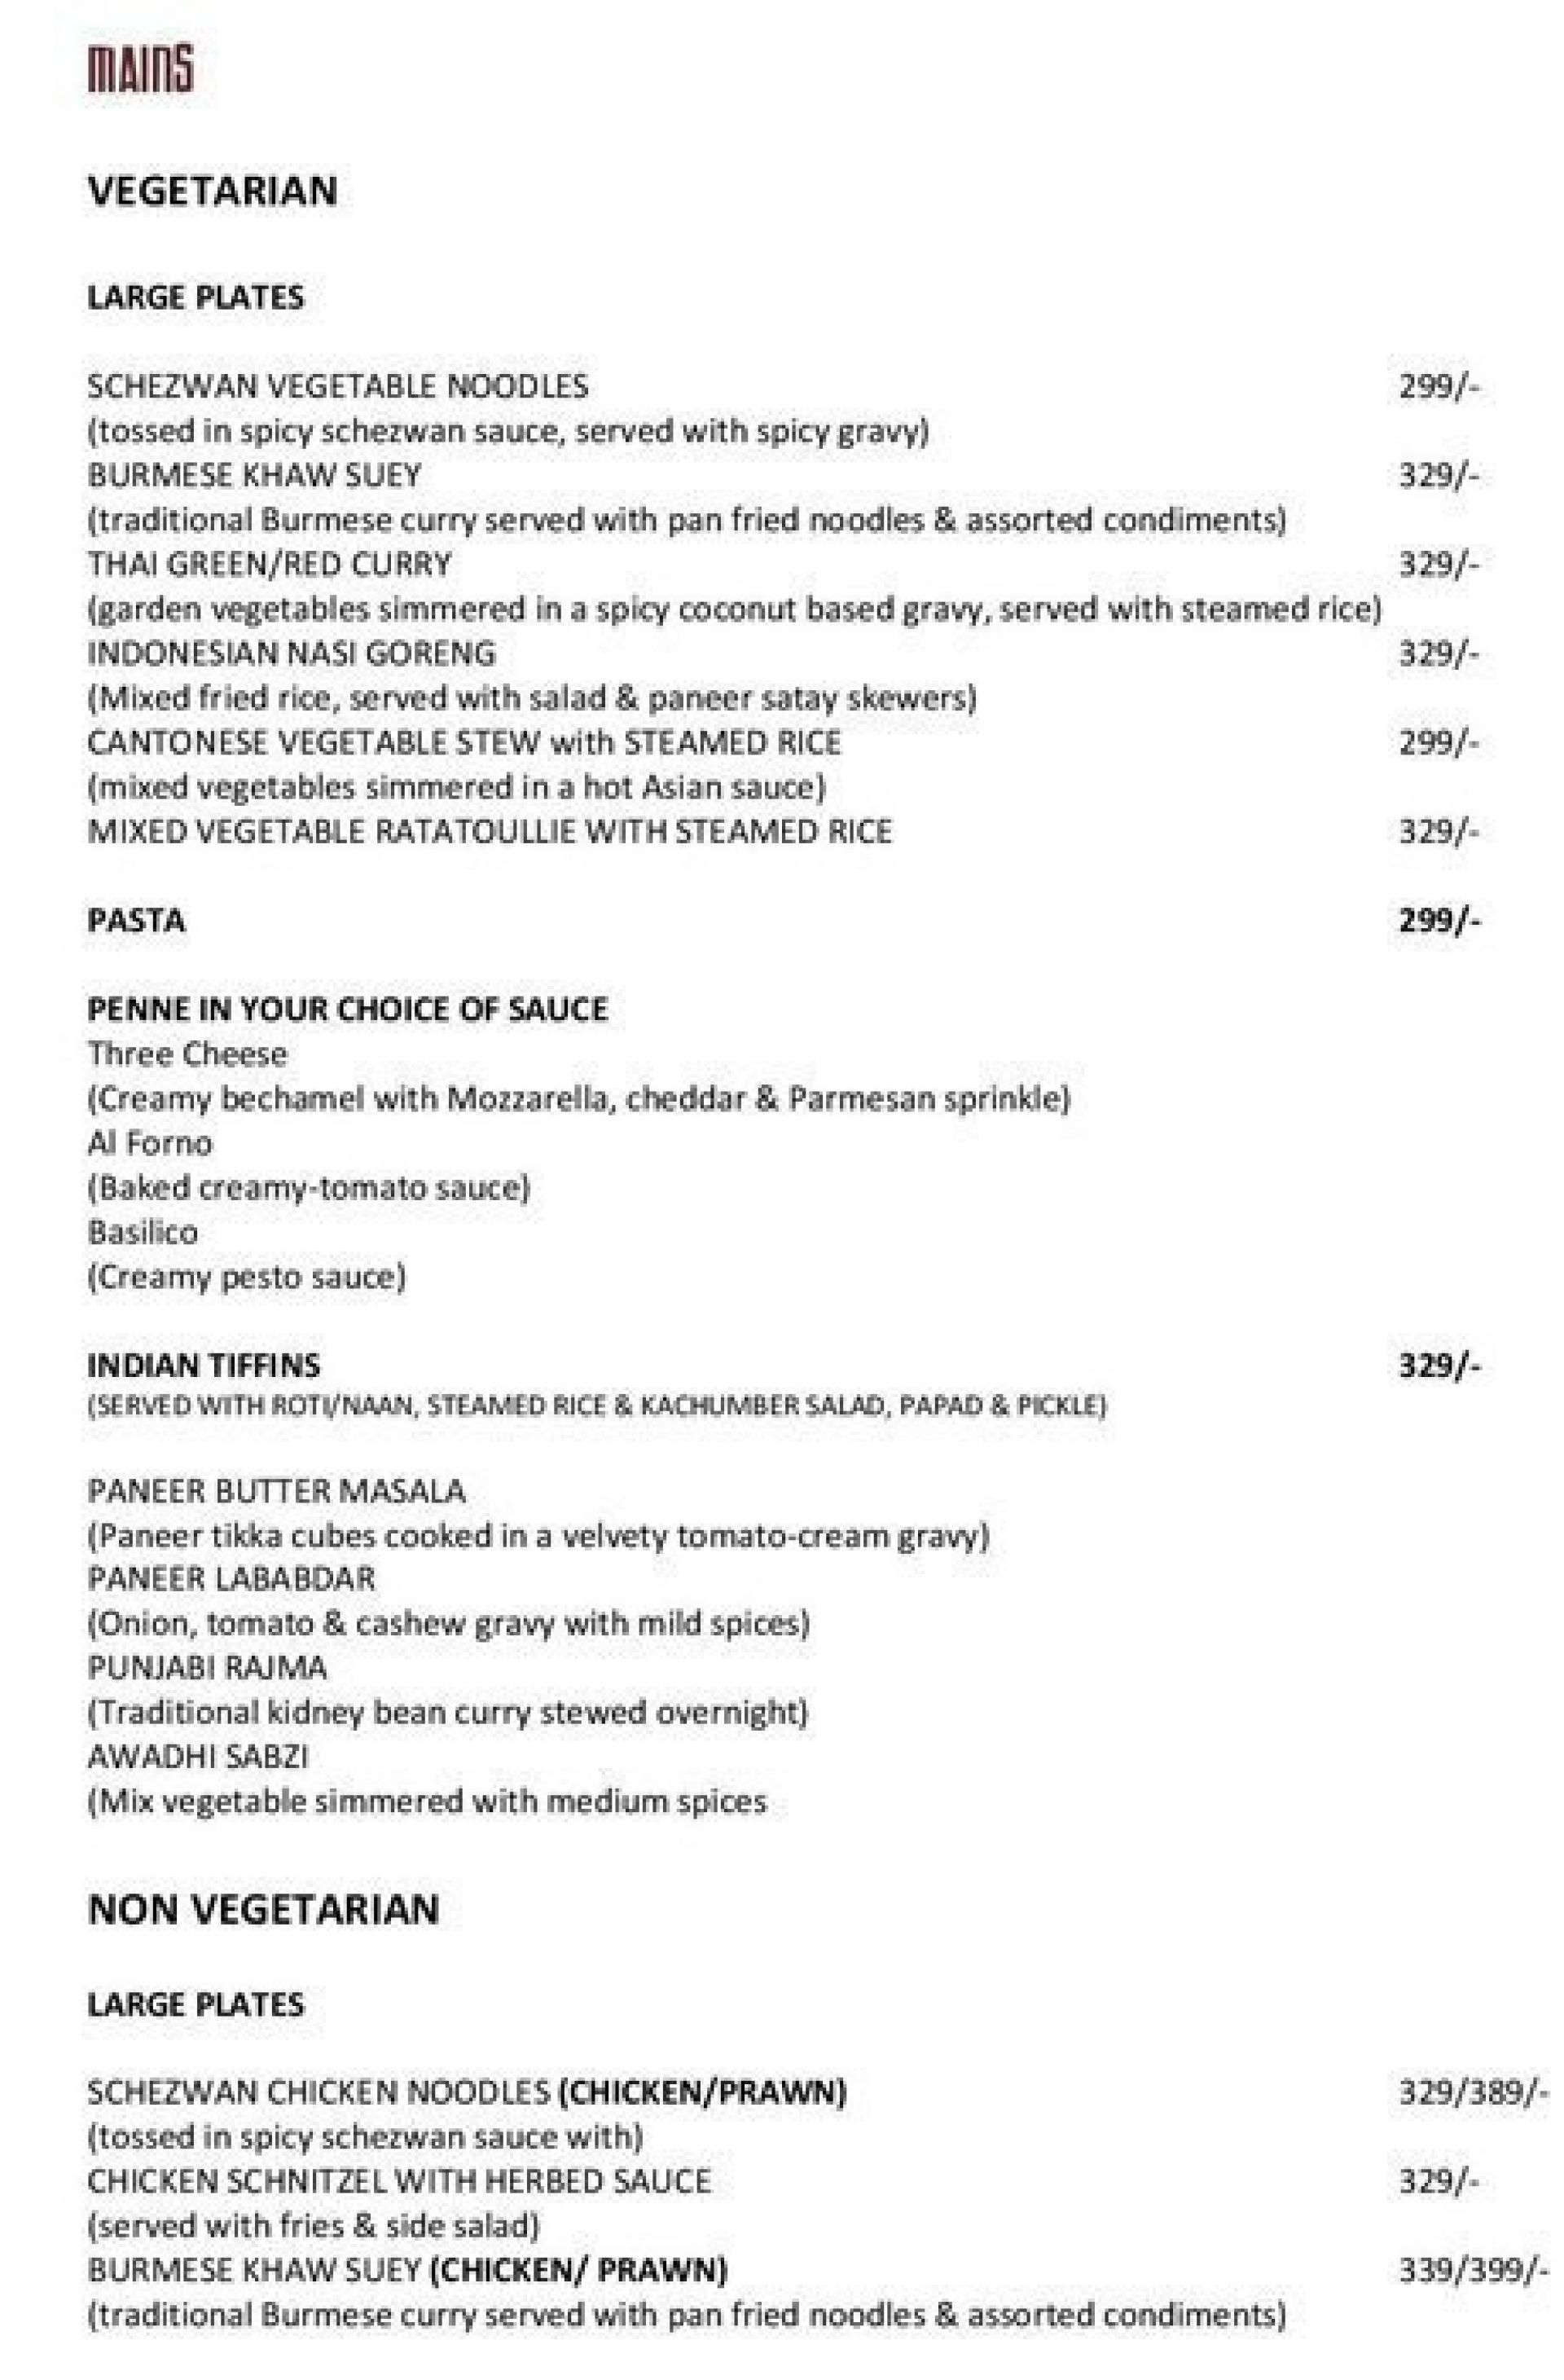 MAINS
VEGETARIAN
LARGE PLATES
SCHEZWAN VEGETABLE NOODLES 299/-
(tossed in spicy schezwan sauce, served with spicy gravy)
BURMESE KHAW SUEY 329/-
(traditional Burmese curry served with pan fried noodles & assorted condiments)
THAI GREEN/RED CURRY 329/-
(garden vegetables simmered in a spicy coconut based gravy, served with steamed rice)
INDONESIAN NASI GORENG 329/-
(Mixed fried rice, served with salad & paneer satay skewers)
CANTONESE VEGETABLE STEW with STEAMED RICE 299/-
(mixed vegetables simmered in a hot Asian sauce)
MIXED VEGETABLE RATATOULLIE WITH STEAMED RICE 329/-
PASTA 299/-
PENNE IN YOUR CHOICE OF SAUCE
Three Cheese
(Creamy bechamel with Mozzarella, cheddar & Parmesan sprinkle)
Al Forno
(Baked creamy-tomato sauce)
Basilico
(Creamy pesto sauce)
INDIAN TIFFINS 329/-
(SERVED WITH ROTI/NAAN, STEAMED RICE & KACHUMBER SALAD, PAPAD & PICKLE)
PANEER BUTTER MASALA
(Paneer tikka cubes cooked in a velvety tomato-cream gravy)
PANEER LABABDAR
(Onion, tomato & cashew gravy with mild spices)
PUNJABI RAJMA
(Traditional kidney bean curry stewed overnight)
AWADHI SABZI
(Mix vegetable simmered with medium spices
NON VEGETARIAN
LARGE PLATES
SCHEZWAN CHICKEN NOODLES (CHICKEN/PRAWN) 329/389/-
(tossed in spicy schezwan sauce with)
CHICKEN SCHNITZEL WITH HERBED SAUCE 329/-
(served with fries & side salad)
BURMESE KHAW SUEY (CHICKEN/ PRAWN) 339/399/-
(traditional Burmese curry served with pan fried noodles & assorted condiments)